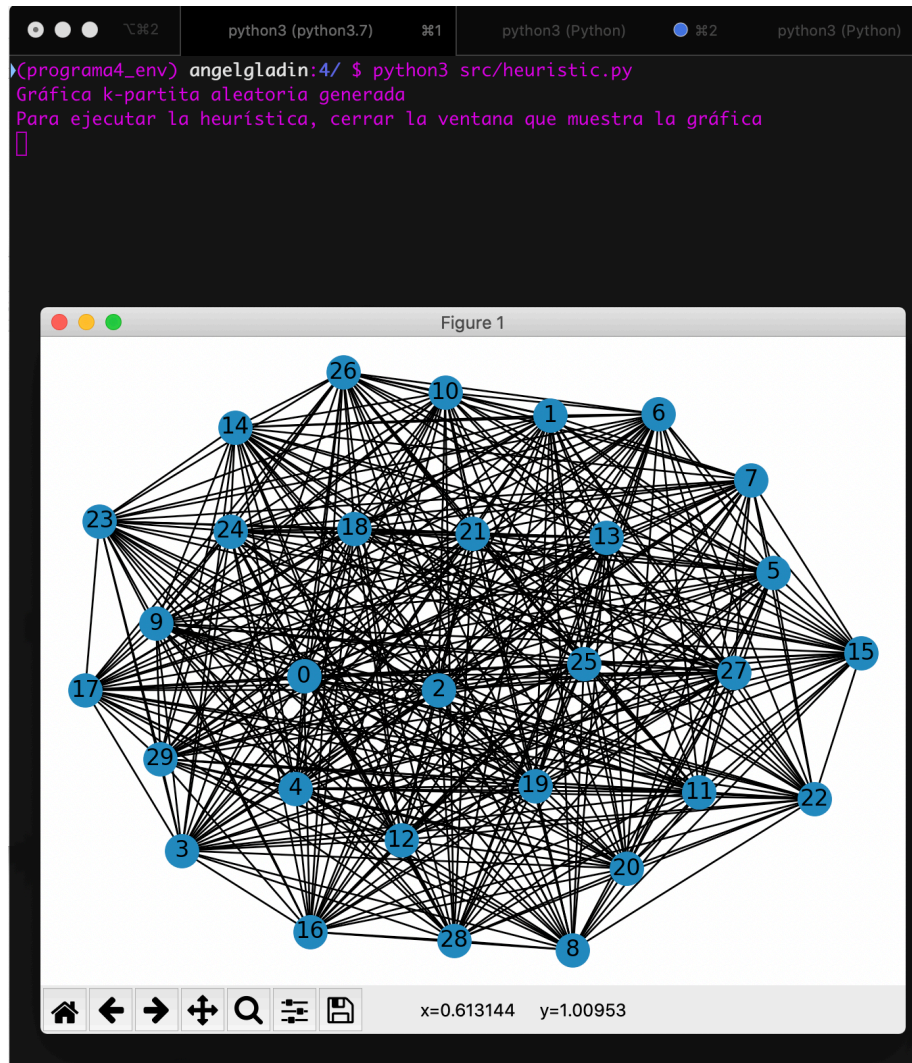 ⌥⌘2 python3 (python3.7) ⌘1 python3 (Python) ⌘2 python3 (Python)
(programa4_env) angelgladin:4/ $ python3 src/heuristic.py
Gráfica k-partita aleatoria generada
Para ejecutar la heurística, cerrar la ventana que muestra la gráfica
Figure 1
26
10
1 6
14
7
23
24 18 21 13
5
9
15
0 2 25 27
17
29
4 19 11 22
12
3
20
16 28 8
x=0.613144 y=1.00953